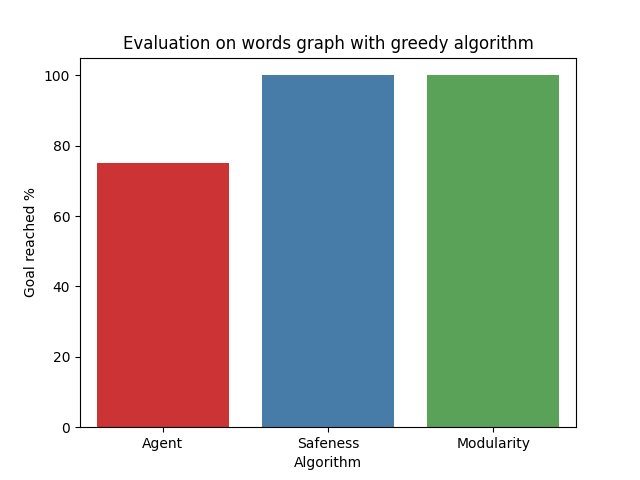 Evaluation on words graph with greedy algorithm
100
80
60
40
20
0
Goal reached %
Agent Safeness Modularity
Algorithm